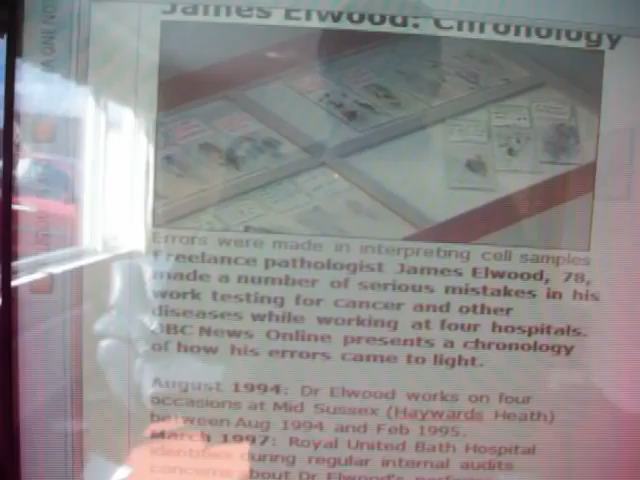 James Elwood: Chronology
Errors were made in interpreting cell samples
Freelance pathologist James Elwood, 78,
made a number of serious mistakes in his
work testing for cancer and other
diseases while working at four hospitals.
BBC News Online presents a chronology
of how his errors came to light.
August 1994: Dr Elwood works on four
occasions at Mid Sussex (Haywards Heath)
between Aug 1994 and Feb 1995.
March 1997: Royal United Bath Hospital
identifies during regular internal audits
concerns about Dr Elwood's